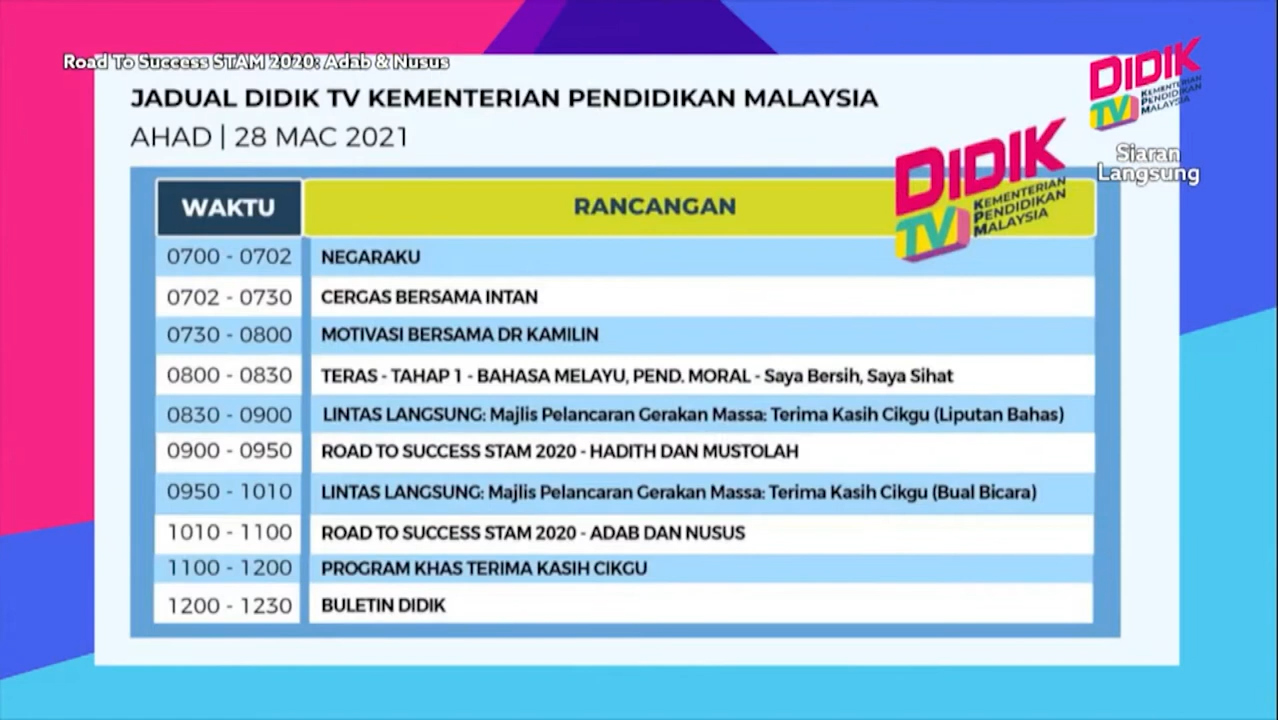 Road To Success STAM 2020: Adab & Nusus
DIDIK
TV KEMENTERIAN
PENDIDIKAN
MALAYSIA
Siaran
Langsung
JADUAL DIDIK TV KEMENTERIAN PENDIDIKAN MALAYSIA
AHAD | 28 MAC 2021
DIDIK
TV KEMENTERIAN
PENDIDIKAN
MALAYSIA
WAKTU RANCANGAN
0700 - 0702 NEGARAKU
0702 - 0730 CERGAS BERSAMA INTAN
0730 - 0800 MOTIVASI BERSAMA DR KAMILIN
0800 - 0830 TERAS - TAHAP 1 - BAHASA MELAYU, PEND. MORAL - Saya Bersih, Saya Sihat
0830 - 0900 LINTAS LANGSUNG: Majlis Pelancaran Gerakan Massa: Terima Kasih Cikgu (Liputan Bahas)
0900 - 0950 ROAD TO SUCCESS STAM 2020 - HADITH DAN MUSTOLAH
0950 - 1010 LINTAS LANGSUNG: Majlis Pelancaran Gerakan Massa: Terima Kasih Cikgu (Bual Bicara)
1010 - 1100 ROAD TO SUCCESS STAM 2020 - ADAB DAN NUSUS
1100 - 1200 PROGRAM KHAS TERIMA KASIH CIKGU
1200 - 1230 BULETIN DIDIK